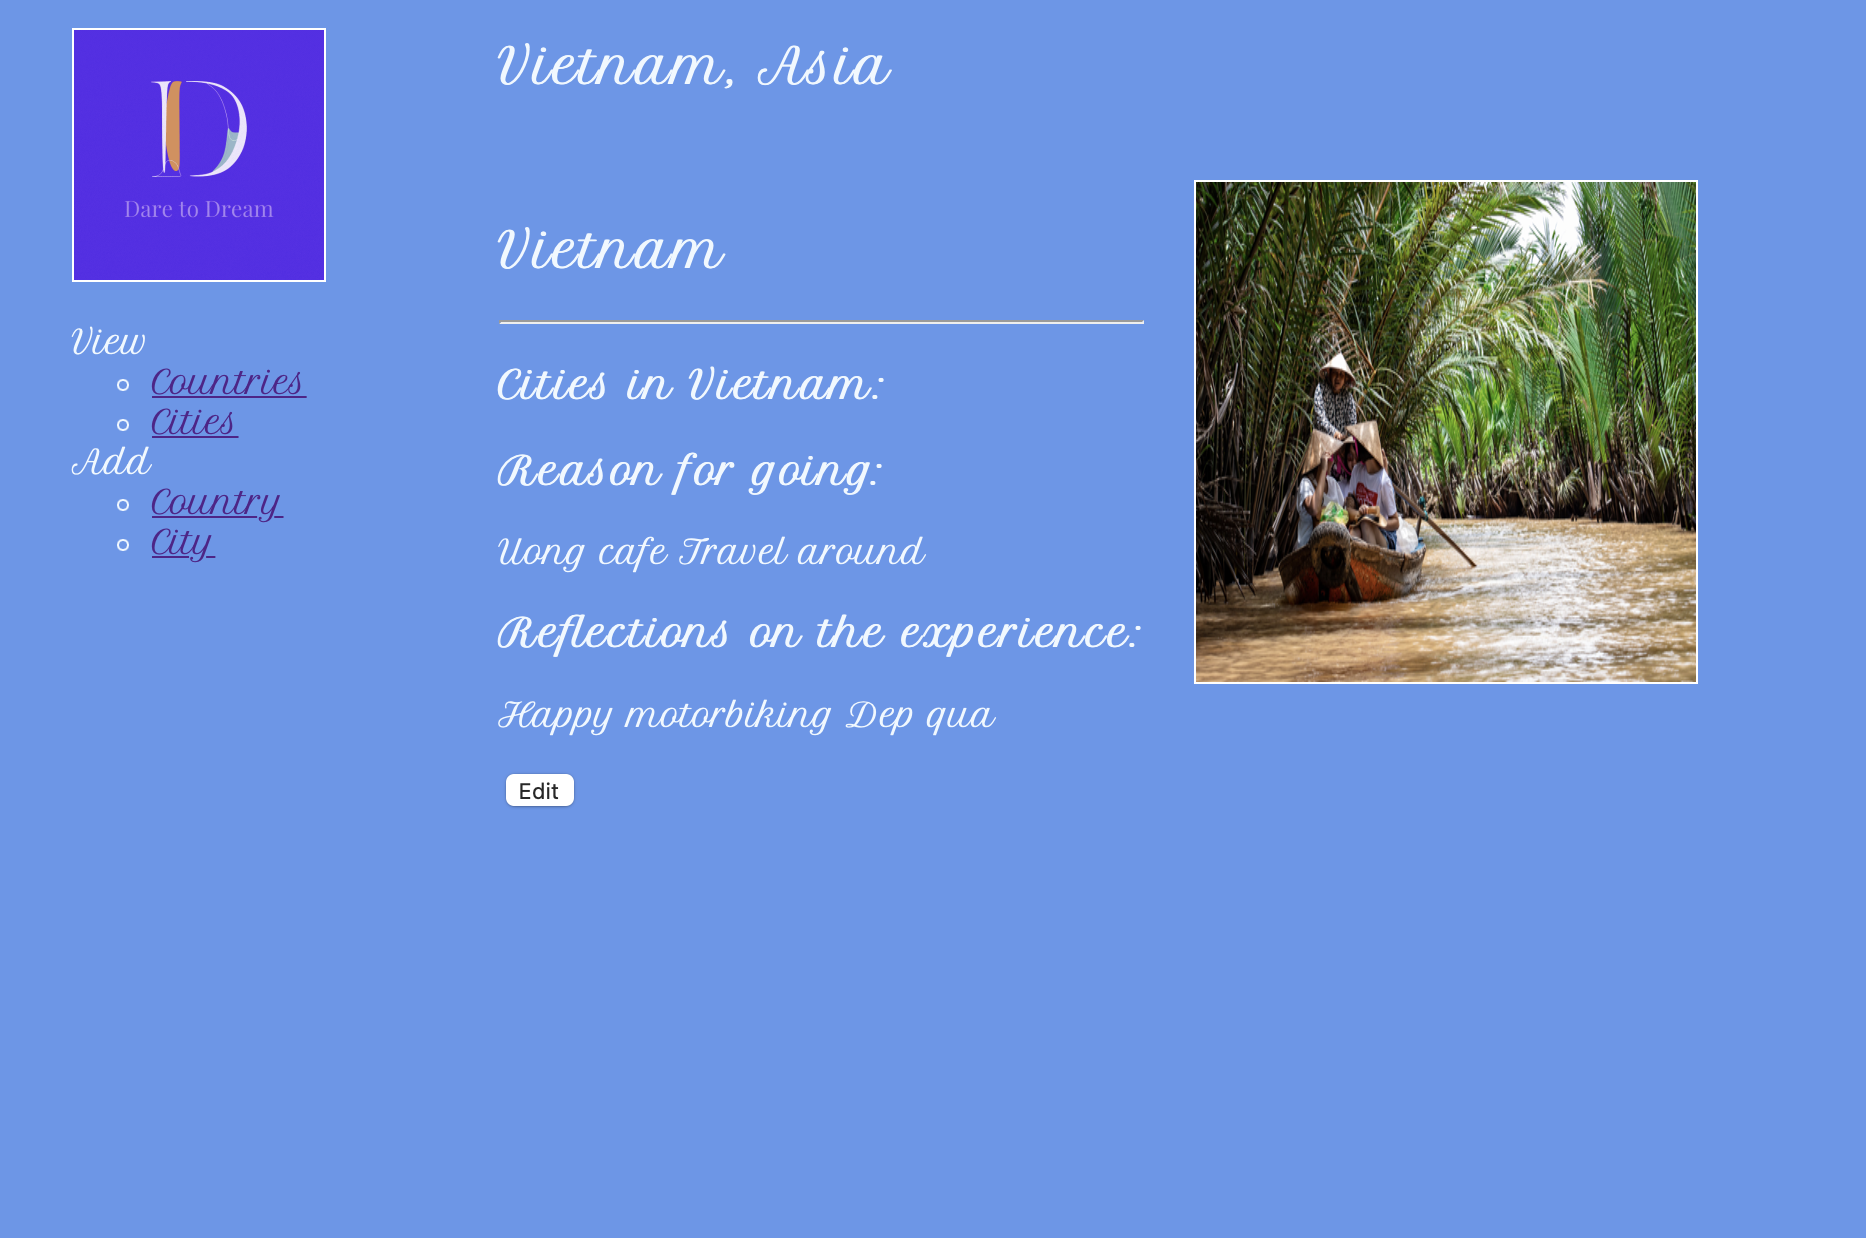 D
Dare to Dream
View
Countries
Cities
Add
Country
City
Vietnam, Asia
Vietnam
Cities in Vietnam:
Reason for going:
Uong cafe Travel around
Reflections on the experience:
Happy motorbiking Dep qua
Edit